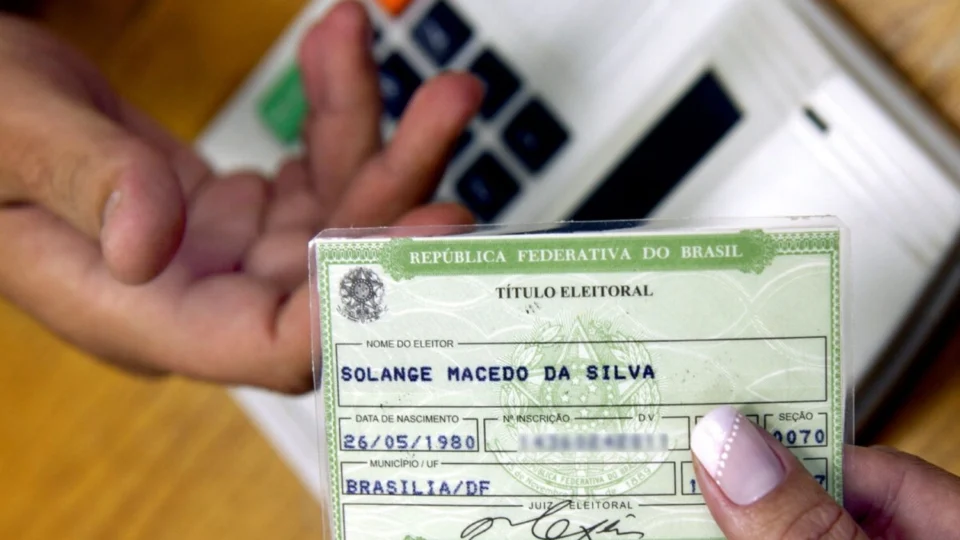 REPÚBLICA FEDERATIVA DO BRASIL
TÍTULO ELEITORAL
NOME DO ELEITOR
SOLANGE MACEDO DA SILVA
DATA DE NASCIMENTO Nº INSCRIÇÃO D.V SEÇÃO
26/05/1980 0070
MUNICÍPIO / UF
BRASILIA/DF
JUIZ ELEITORAL